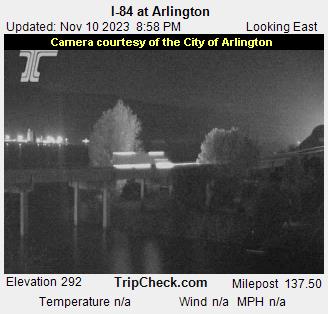 I-84 at Arlington
Updated: Nov 10 2023 8:58 PM Looking East
Camera courtesy of the City of Arlington
Elevation 292 TripCheck.com Milepost 137.50
Temperature n/a Wind n/a MPH n/a